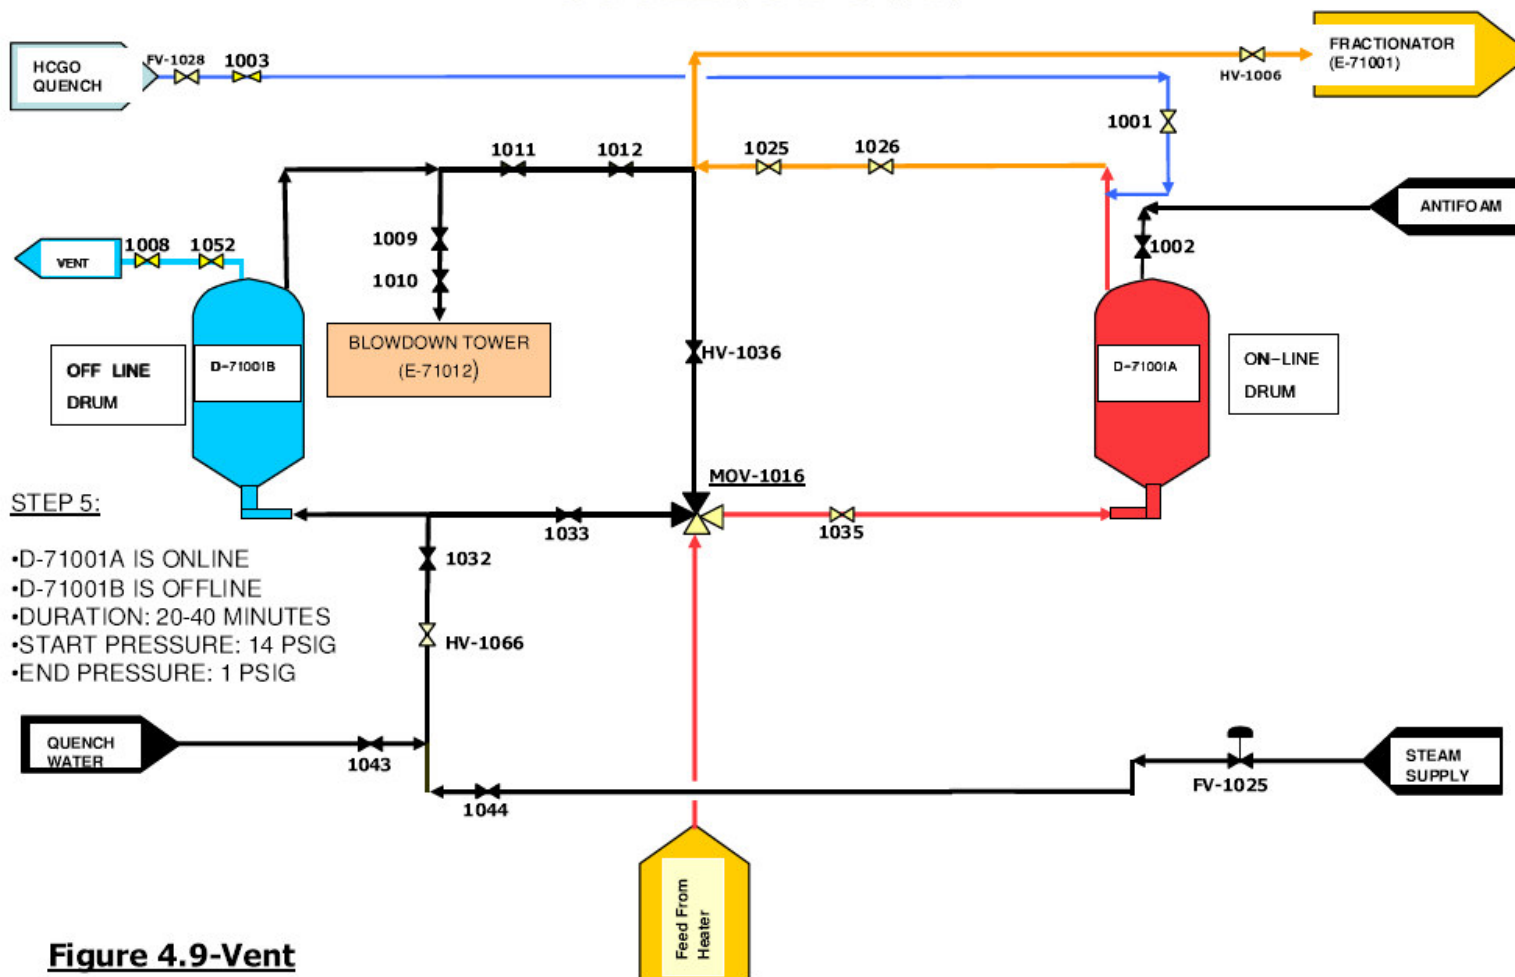 HCGO
QUENCH
FV-1028
1003
HV-1006
FRACTIONATOR
(E-71001)
1001
1011
1012
1025
1026
ANTIFOAM
1002
1009
1010
VENT
1008
1052
BLOWDOWN TOWER
(E-71012)
HV-1036
OFF LINE
DRUM
D-71001B
D-71001A
ON-LINE
DRUM
MOV-1016
1033
1035
1032
HV-1066
STEP 5:
•D-71001A IS ONLINE
•D-71001B IS OFFLINE
•DURATION: 20-40 MINUTES
•START PRESSURE: 14 PSIG
•END PRESSURE: 1 PSIG
QUENCH
WATER
1043
1044
FV-1025
STEAM
SUPPLY
Feed From
Heater
Figure 4.9-Vent